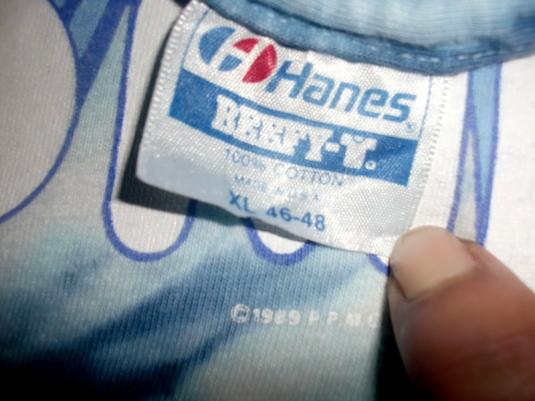 Hanes
BEEFY-T.
100% COTTON
MADE IN U.S.A.
XL 46-48
©1989 P.P.M.